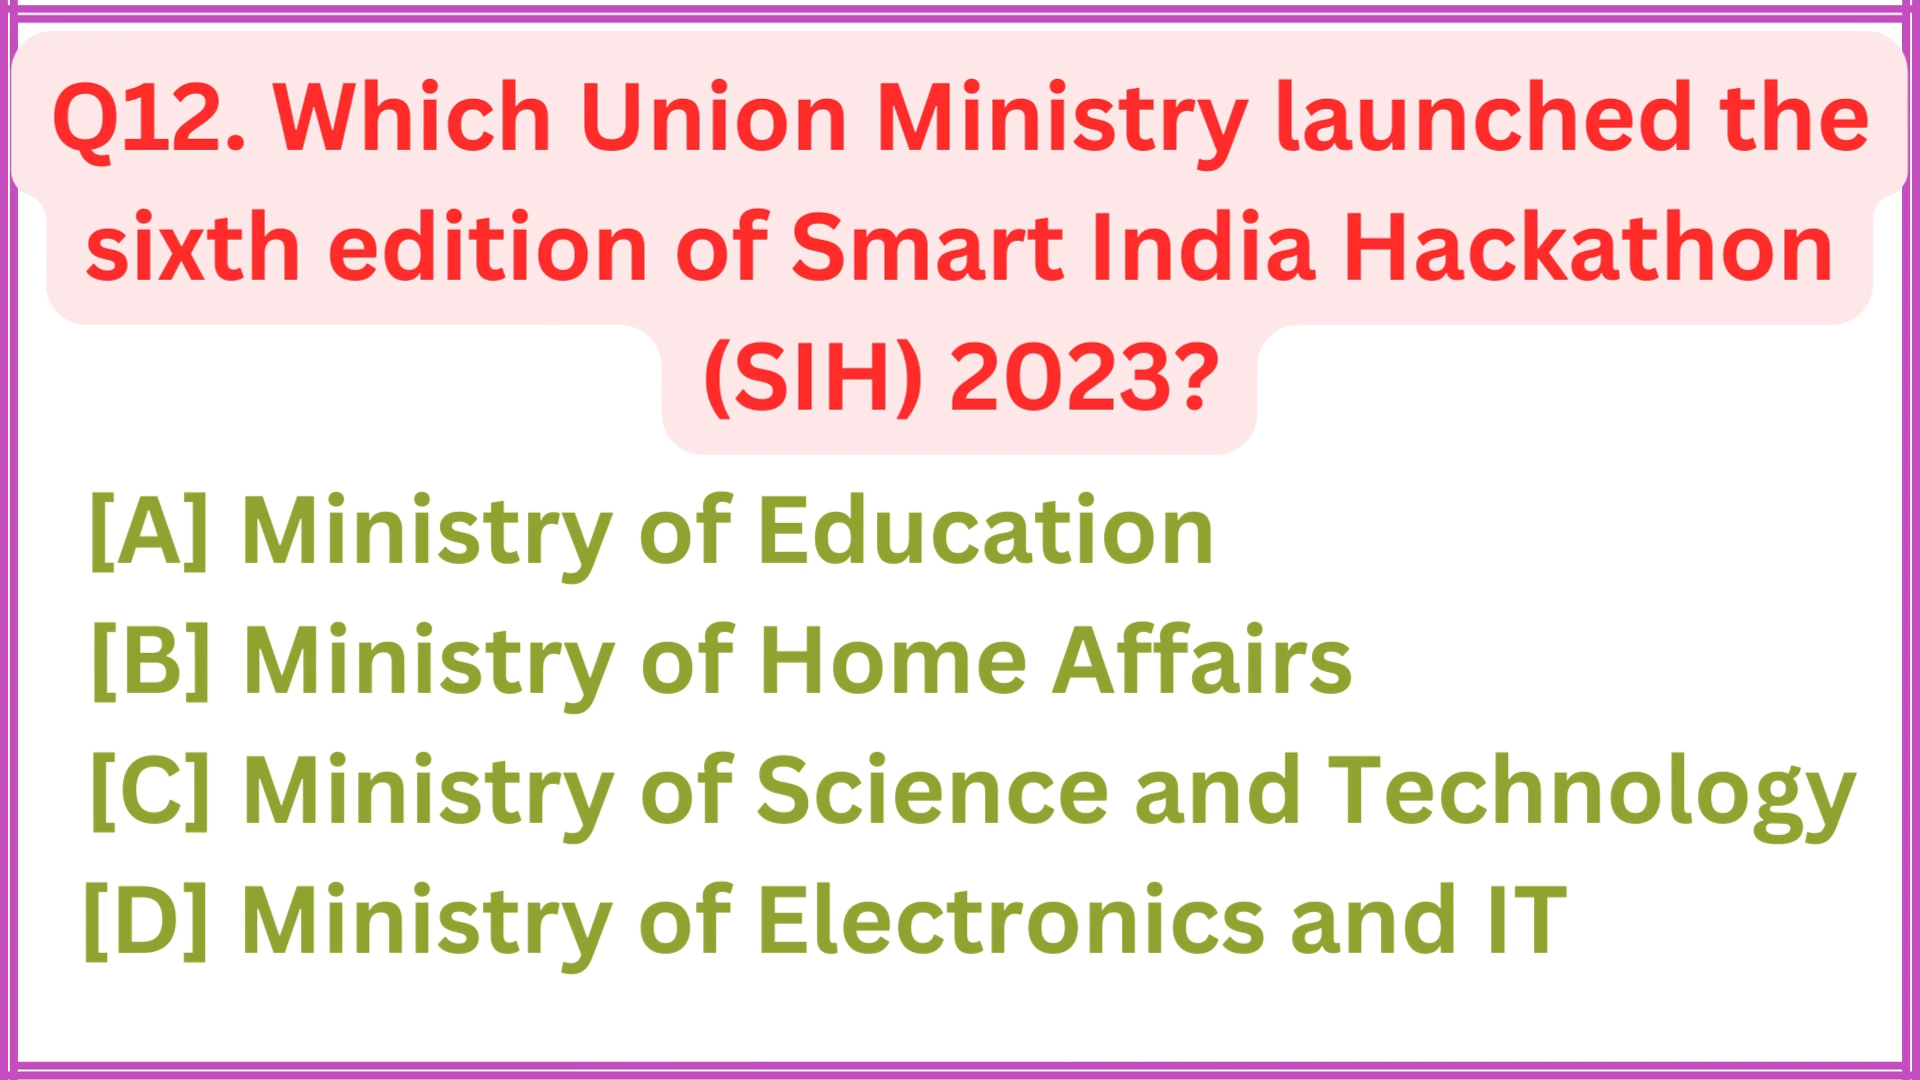 Q12. Which Union Ministry launched the
sixth edition of Smart India Hackathon
(SIH) 2023?
[A] Ministry of Education
[B] Ministry of Home Affairs
[C] Ministry of Science and Technology
[D] Ministry of Electronics and IT